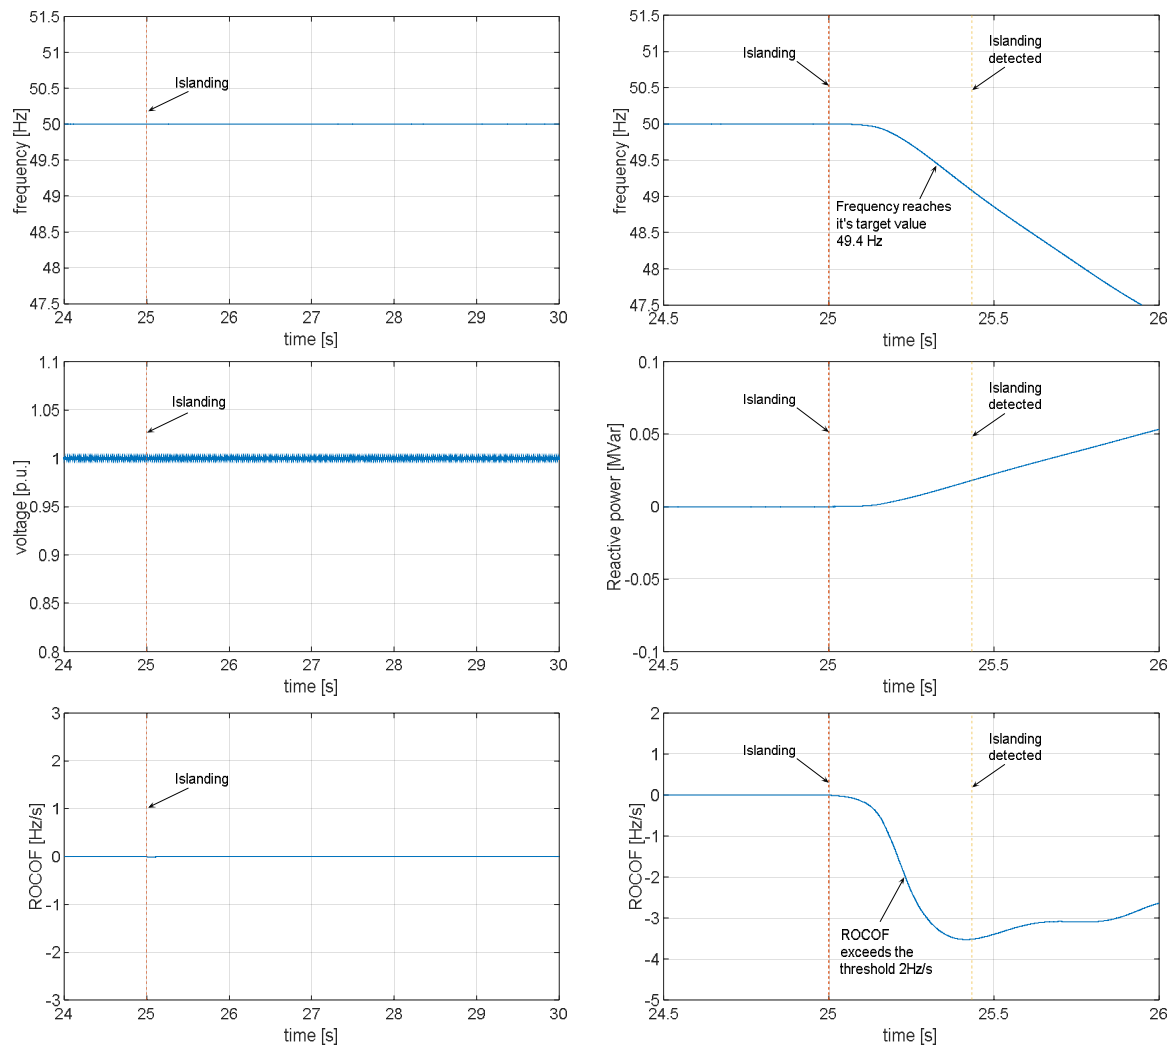 51.5
51
50.5
50
49.5
49
48.5
48
47.5
frequency [Hz]
Islanding
24
25
26
27
28
29
30
time [s]
51.5
51
50.5
50
49.5
49
48.5
48
47.5
frequency [Hz]
Islanding
Islanding
detected
Frequency reaches
it's target value
49.4 Hz
24.5
25
25.5
26
time [s]
1.1
1.05
1
0.95
0.9
0.85
0.8
voltage [p.u.]
Islanding
24
25
26
27
28
29
30
time [s]
0.1
0.05
0
-0.05
-0.1
Reactive power [MVar]
Islanding
Islanding
detected
24.5
25
25.5
26
time [s]
3
2
1
0
-1
-2
-3
ROCOF [Hz/s]
Islanding
24
25
26
27
28
29
30
time [s]
2
1
0
-1
-2
-3
-4
-5
ROCOF [Hz/s]
Islanding
Islanding
detected
ROCOF
exceeds the
threshold 2Hz/s
24.5
25
25.5
26
time [s]